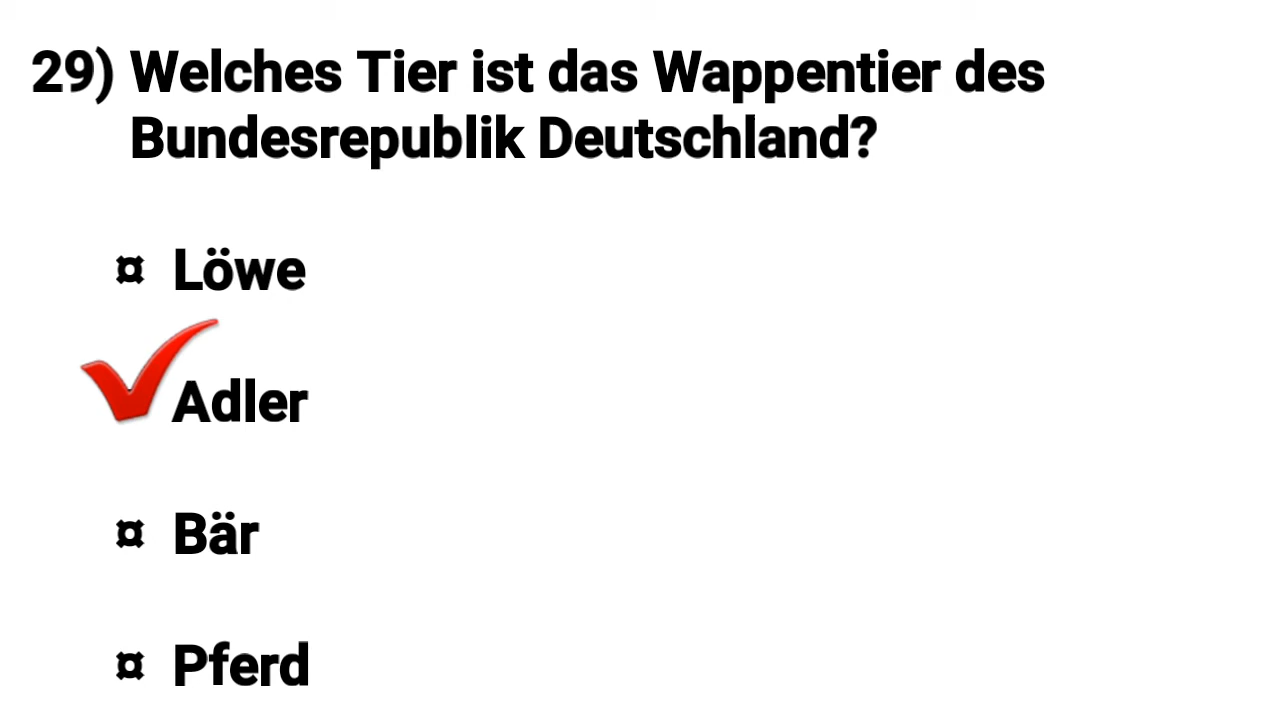 29) Welches Tier ist das Wappentier des
Bundesrepublik Deutschland?
¤ Löwe
Adler
¤ Bär
¤ Pferd